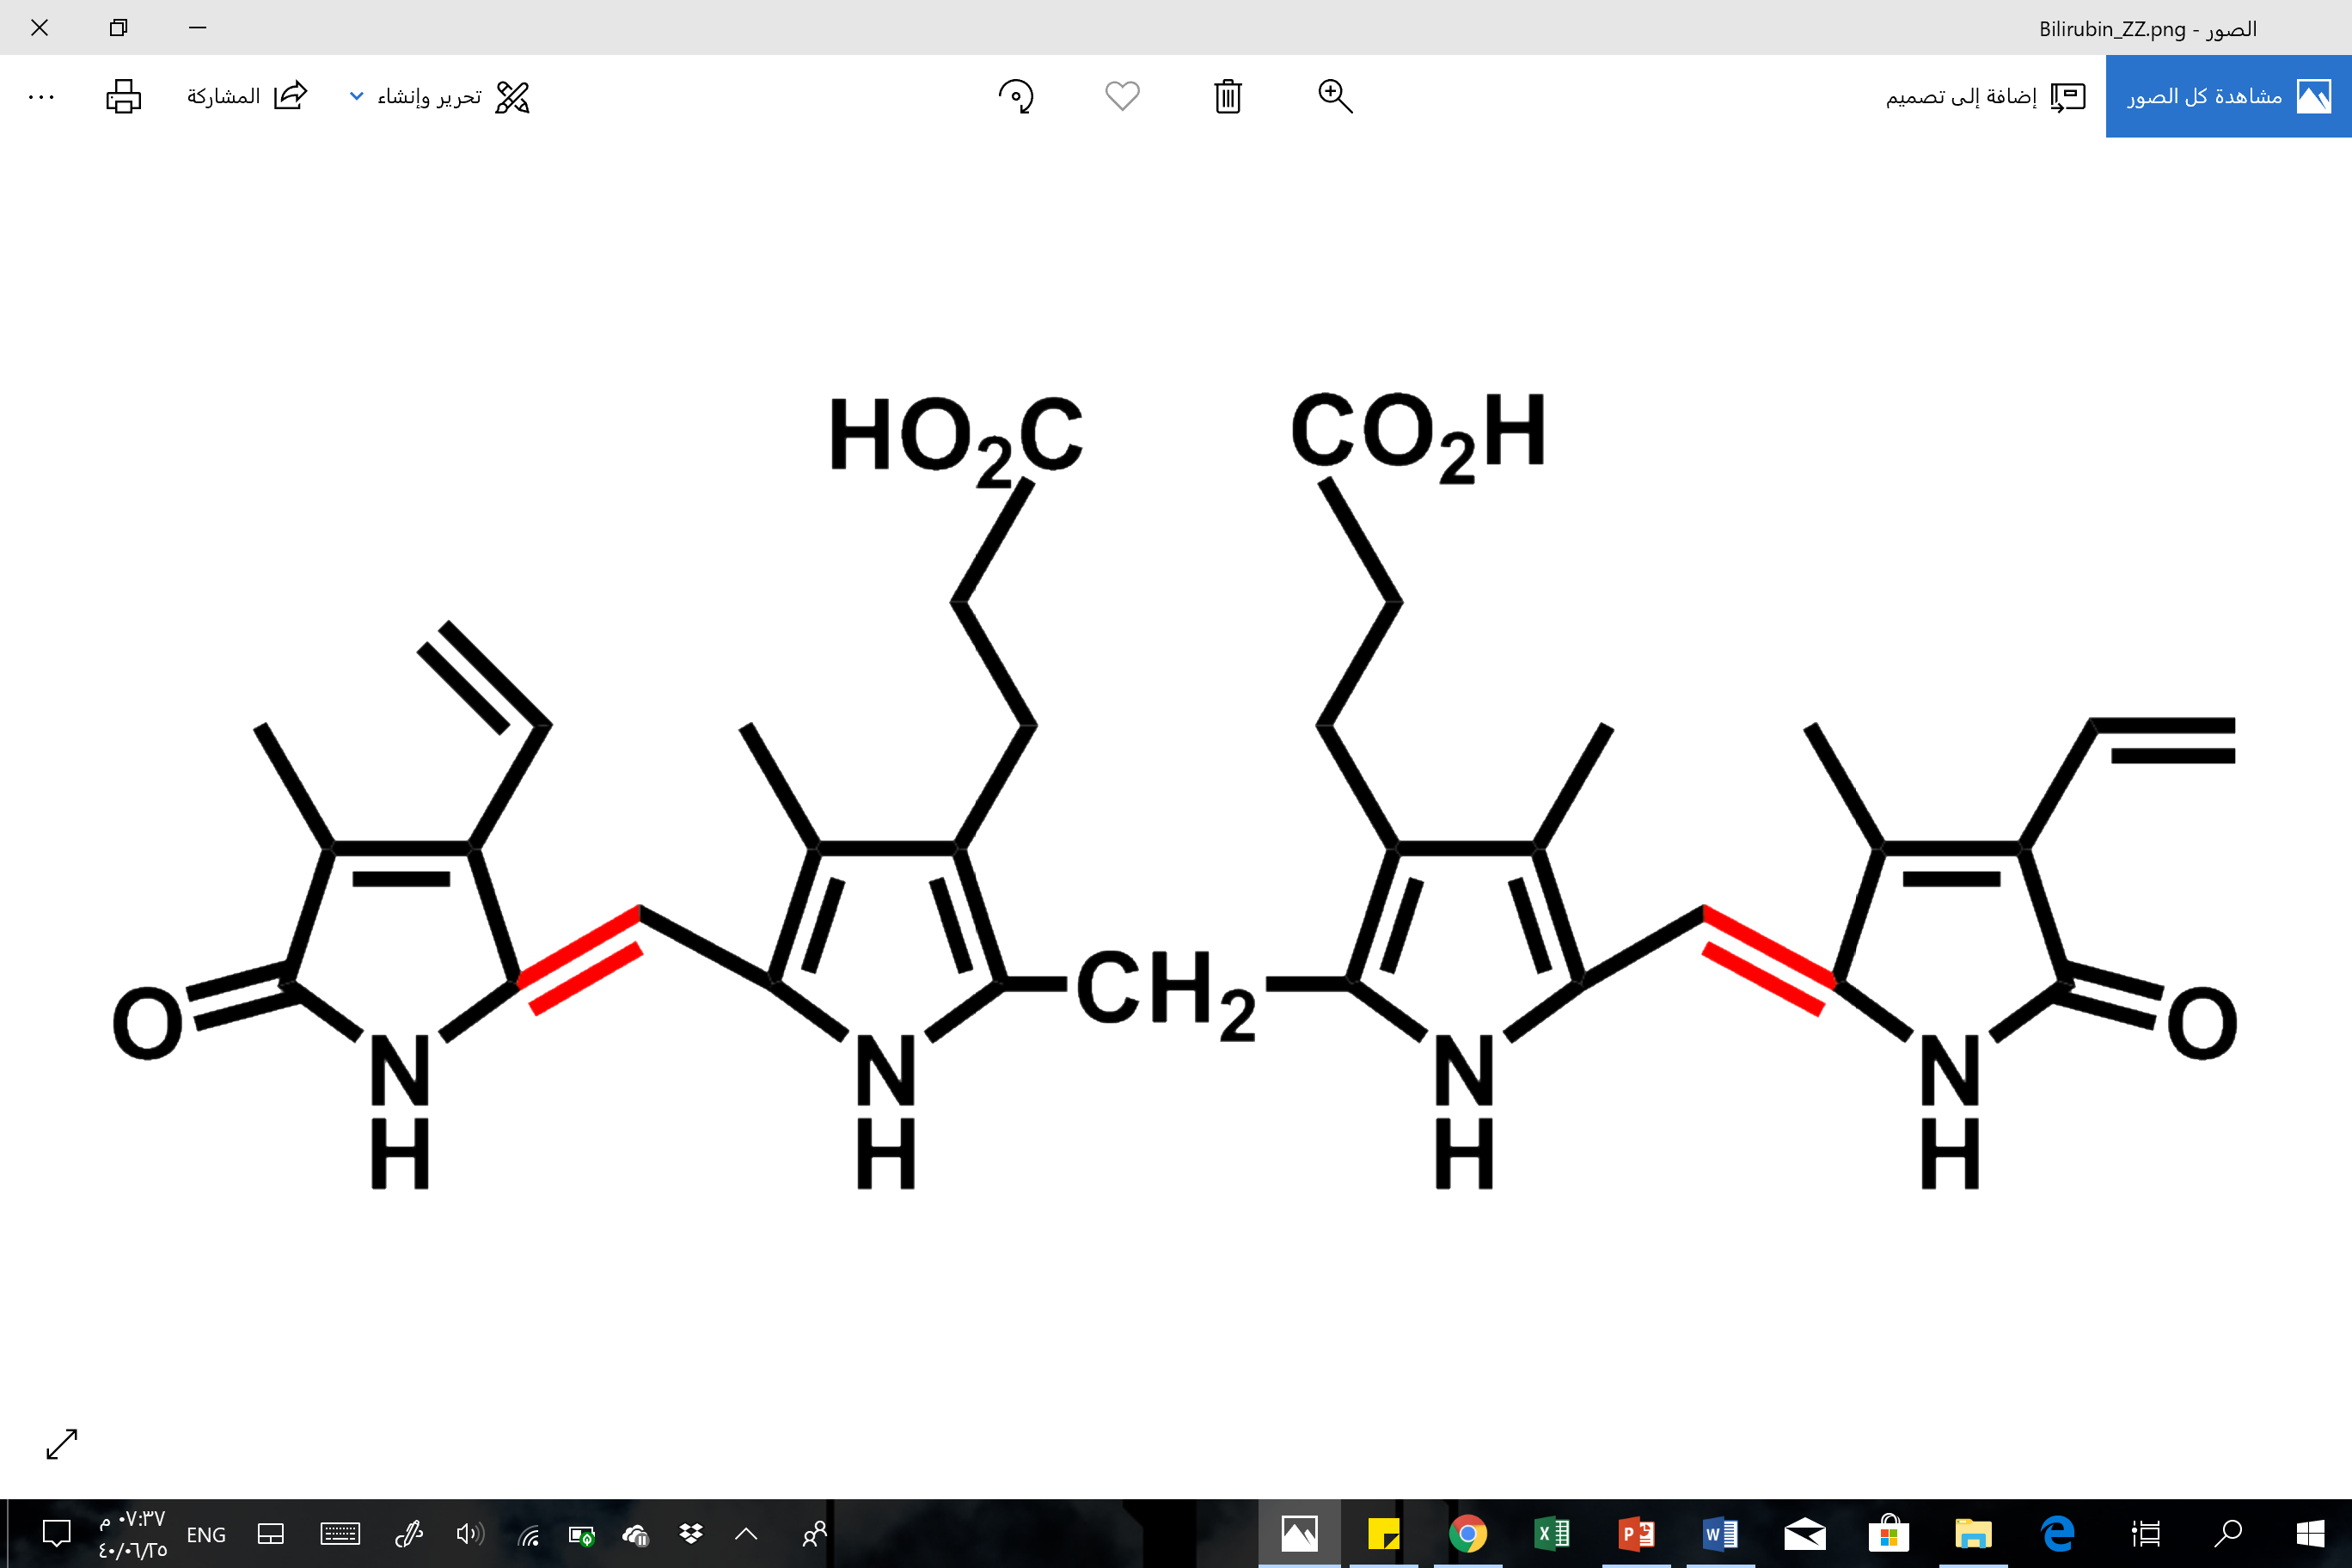 الصور - Bilirubin_ZZ.png
مشاهدة كل الصور
إضافة إلى تصميم
تحرير وإنشاء
المشاركة
HO2C
CO2H
O
N
H
N
H
CH2
N
H
N
H
O
ENG
٠٧:٣٧ م
٤٠/٠٦/٢٥